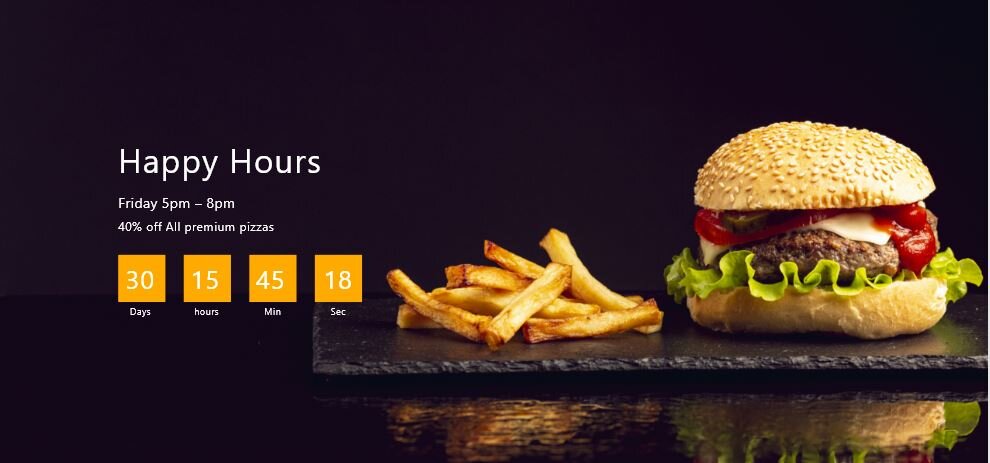 Happy Hours
Friday 5pm – 8pm
40% off All premium pizzas
30 15 45 18
Days hours Min Sec